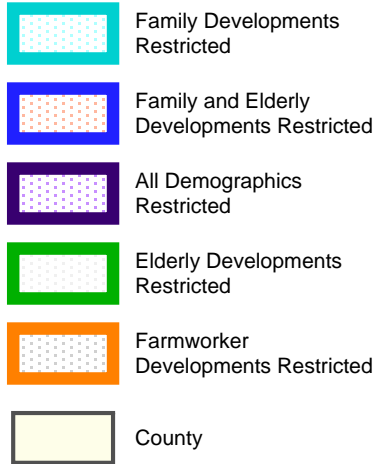 Family Developments
Restricted
Family and Elderly
Developments Restricted
All Demographics
Restricted
Elderly Developments
Restricted
Farmworker
Developments Restricted
County